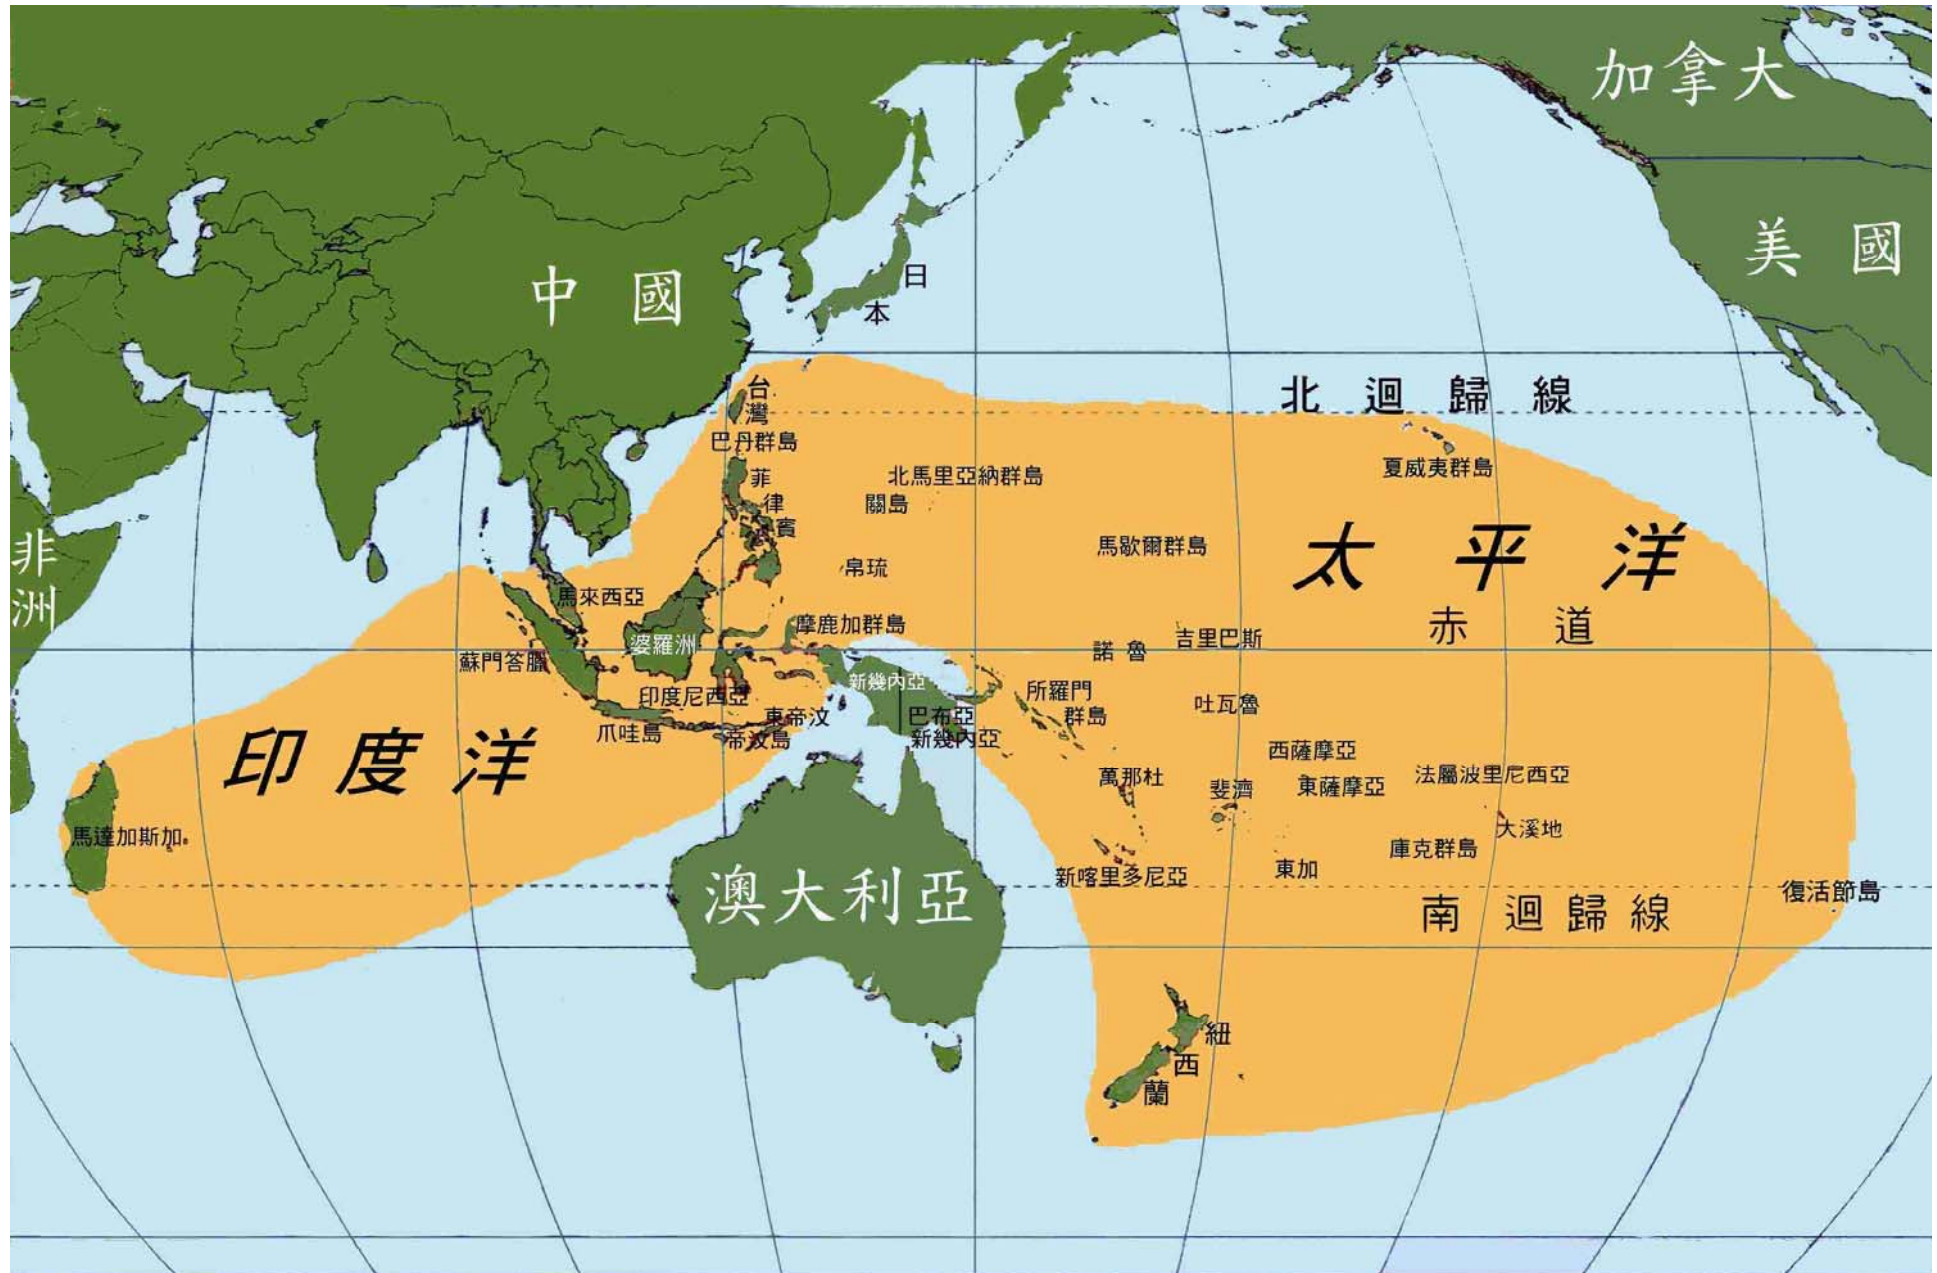 加拿大
美國
中國
日本
北迴歸線
台灣
巴丹群島
菲律賓
北馬里亞納群島
關島
夏威夷群島
太平洋
馬歇爾群島
帛琉
非洲
馬來西亞
摩鹿加群島
赤道
婆羅洲
吉里巴斯
諾魯
蘇門答臘
新幾內亞
印度尼西亞
所羅門
群島
吐瓦魯
東帝汶
巴布亞
新幾內亞
爪哇島
帝汶島
印度洋
西薩摩亞
萬那杜
斐濟
東薩摩亞
法屬波里尼西亞
大溪地
馬達加斯加
庫克群島
東加
新喀里多尼亞
澳大利亞
復活節島
南迴歸線
紐西蘭